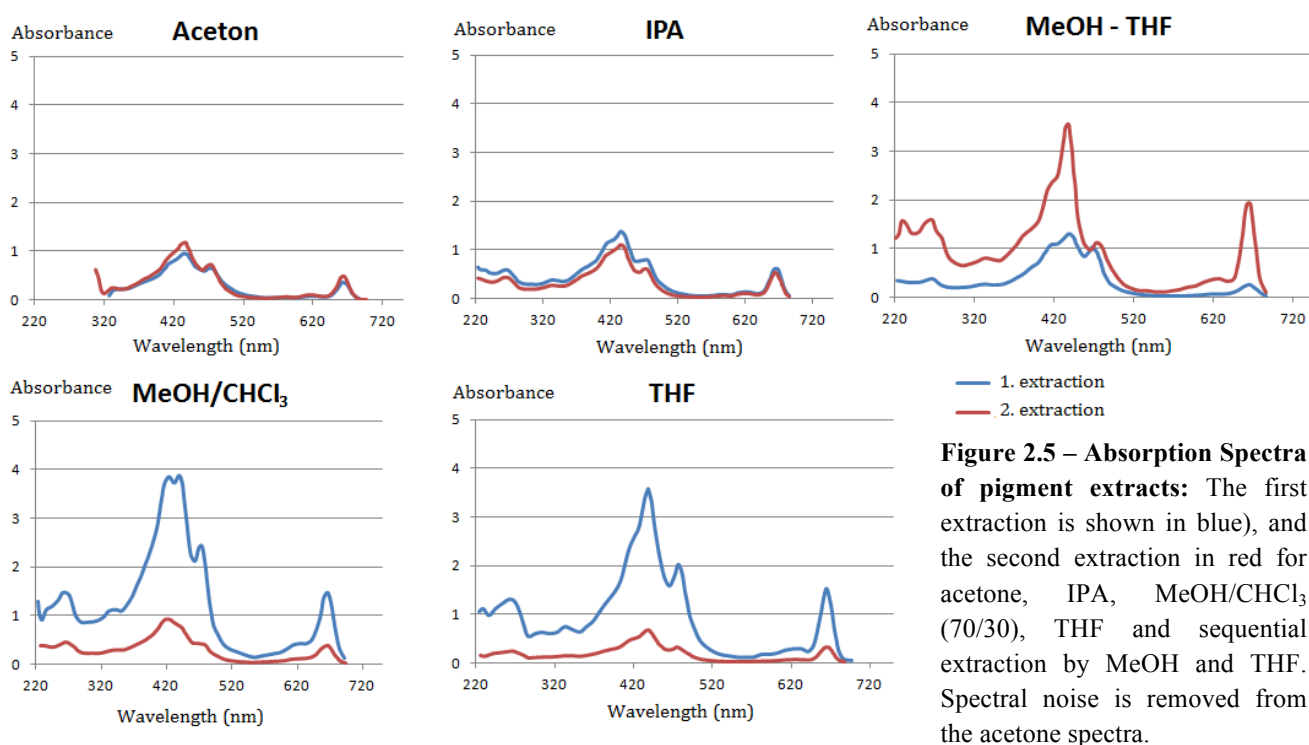 Absorbance
Aceton
5
4
3
2
1
0
220 320 420 520 620 720
Wavelength (nm)
Absorbance
IPA
5
4
3
2
1
0
220 320 420 520 620 720
Wavelength (nm)
Absorbance
MeOH - THF
5
4
3
2
1
0
220 320 420 520 620 720
Wavelength (nm)
Absorbance
MeOH/CHCl₃
5
4
3
2
1
0
220 320 420 520 620 720
Wavelength (nm)
Absorbance
THF
5
4
3
2
1
0
220 320 420 520 620 720
Wavelength (nm)
1. extraction
2. extraction
Figure 2.5 – Absorption Spectra
of pigment extracts: The first
extraction is shown in blue), and
the second extraction in red for
acetone, IPA, MeOH/CHCl₃
(70/30), THF and sequential
extraction by MeOH and THF.
Spectral noise is removed from
the acetone spectra.